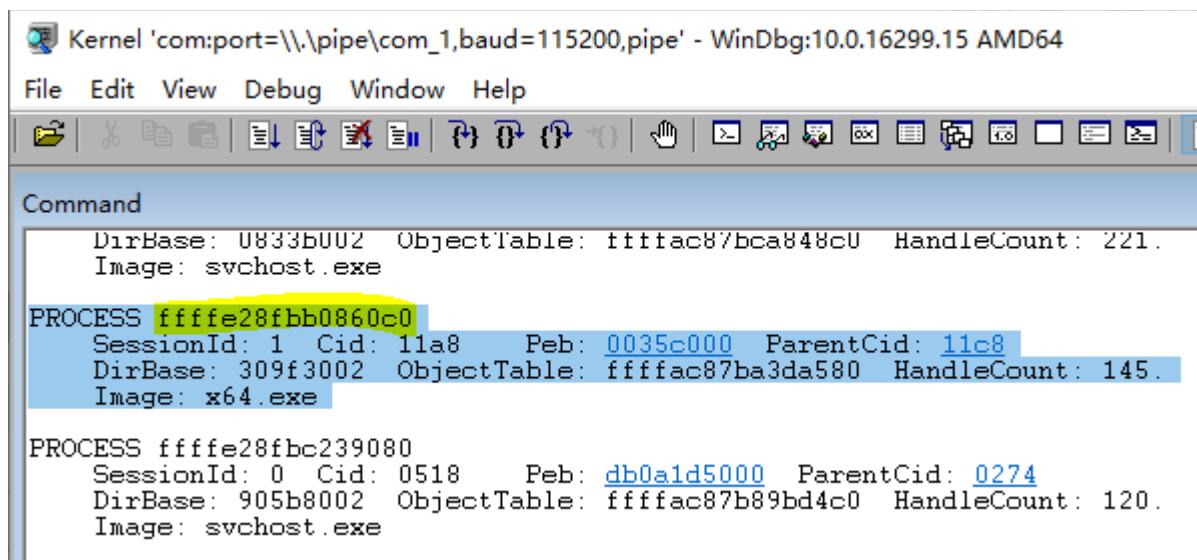 Kernel 'com:port=\\.\pipe\com_1,baud=115200,pipe' - WinDbg:10.0.16299.15 AMD64
File Edit View Debug Window Help
Command
DirBase: 0833b002 ObjectTable: ffffac87bca848c0 HandleCount: 221.
Image: svchost.exe
PROCESS ffffe28fbb0860c0
SessionId: 1 Cid: 11a8 Peb: 0035c000 ParentCid: 11c8
DirBase: 309f3002 ObjectTable: ffffac87ba3da580 HandleCount: 145.
Image: x64.exe
PROCESS ffffe28fbc239080
SessionId: 0 Cid: 0518 Peb: db0a1d5000 ParentCid: 0274
DirBase: 905b8002 ObjectTable: ffffac87b89bd4c0 HandleCount: 120.
Image: svchost.exe